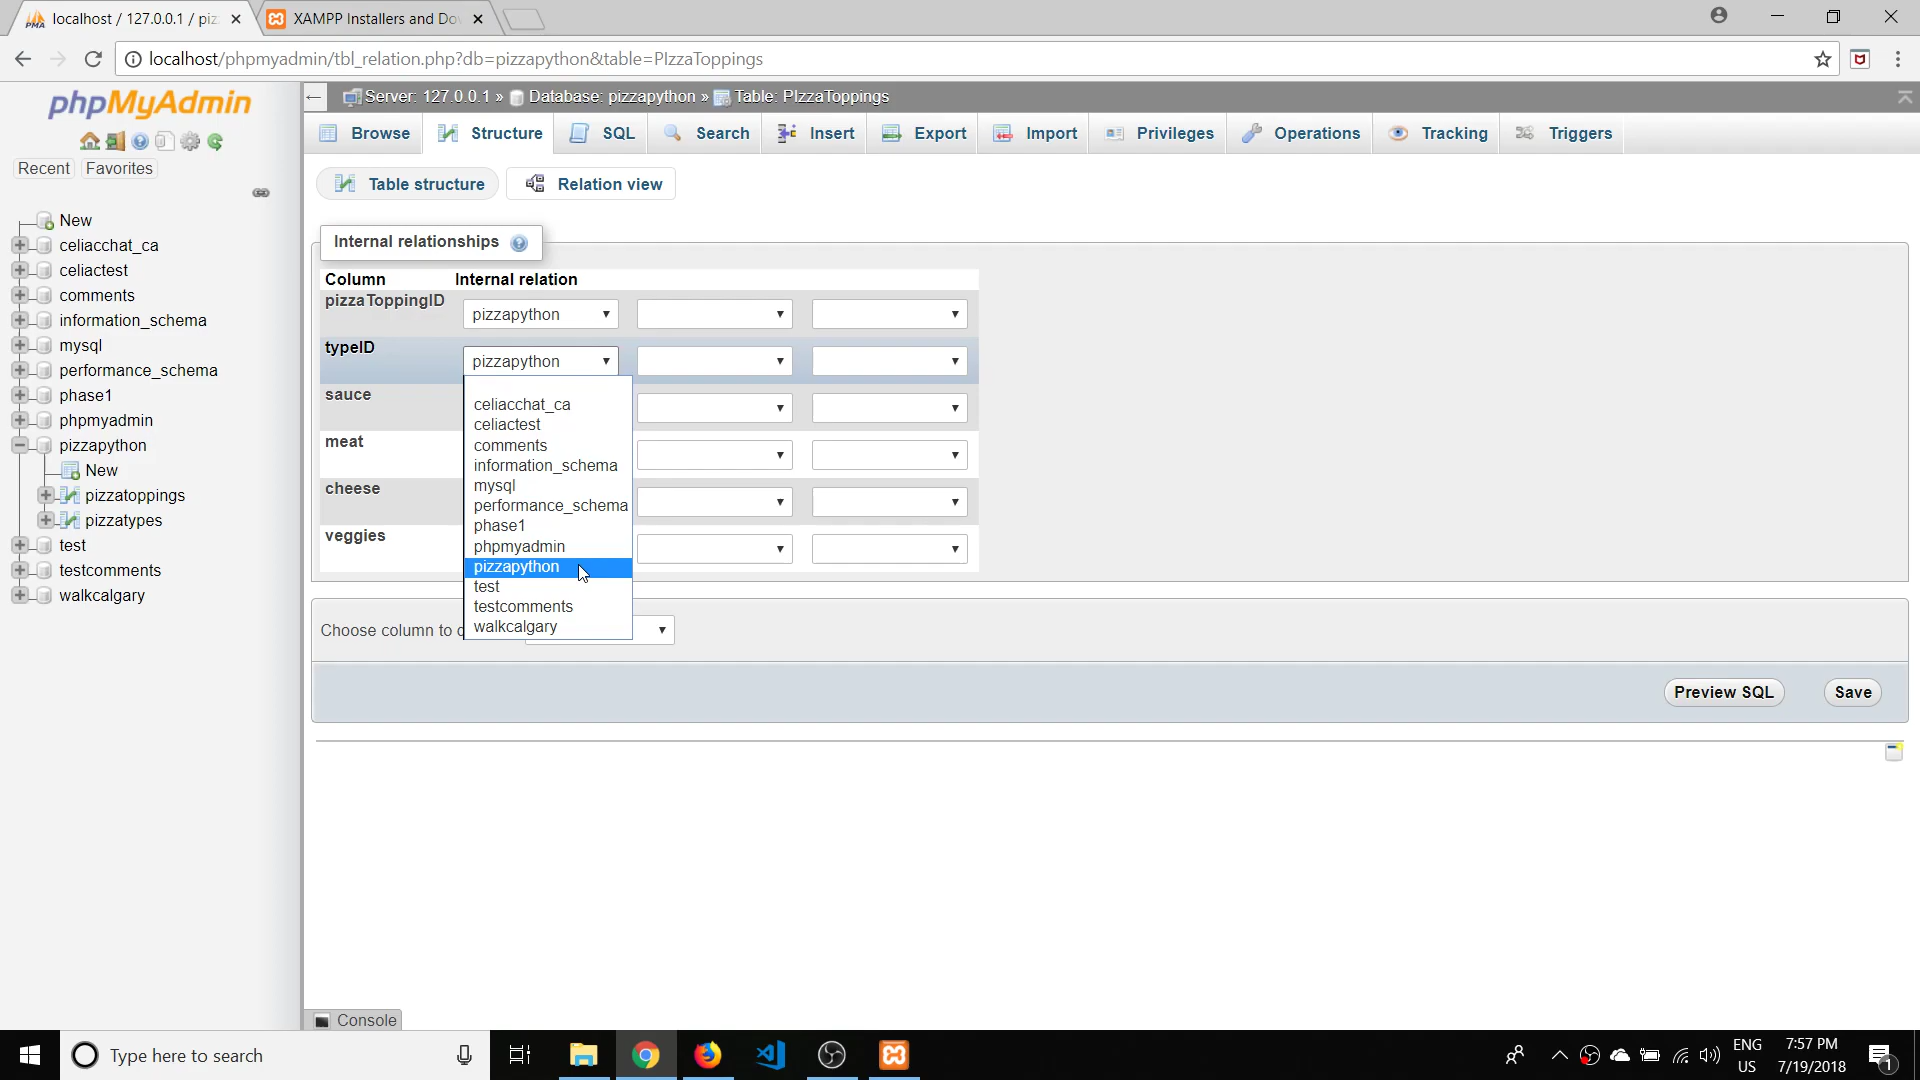 localhost / 127.0.0.1 / piz
XAMPP Installers and Do
localhost/phpmyadmin/tbl_relation.php?db=pizzapython&table=PIzzaToppings
phpMyAdmin
Recent
Favorites
New
celiacchat_ca
celiactest
comments
information_schema
mysql
performance_schema
phase1
phpmyadmin
pizzapython
New
pizzatoppings
pizzatypes
test
testcomments
walkcalgary
Server: 127.0.0.1 » Database: pizzapython » Table: PIzzaToppings
Browse
Structure
SQL
Search
Insert
Export
Import
Privileges
Operations
Tracking
Triggers
Table structure
Relation view
Internal relationships
Column Internal relation
pizzaToppingID pizzapython
typeID pizzapython
sauce
meat
cheese
veggies
celiacchat_ca
celiactest
comments
information_schema
mysql
performance_schema
phase1
phpmyadmin
pizzapython
test
testcomments
walkcalgary
Choose column to
Preview SQL
Save
Console
Type here to search
ENG
US
7:57 PM
7/19/2018
1